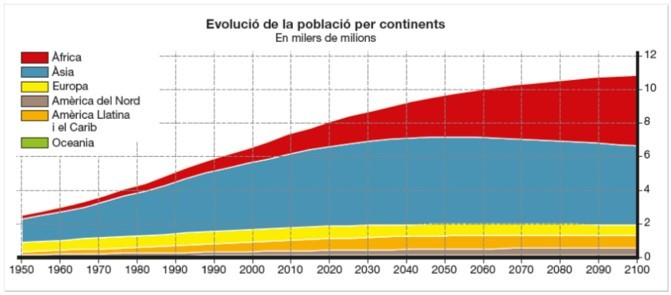 Evolució de la població per continents
En milers de milions
Àfrica
Àsia
Europa
Amèrica del Nord
Amèrica Llatina
i el Carib
Oceania
12
10
8
6
4
2
0
1950 1960 1970 1980 1990 1990 2000 2010 2020 2030 2040 2050 2060 2070 2080 2090 2100